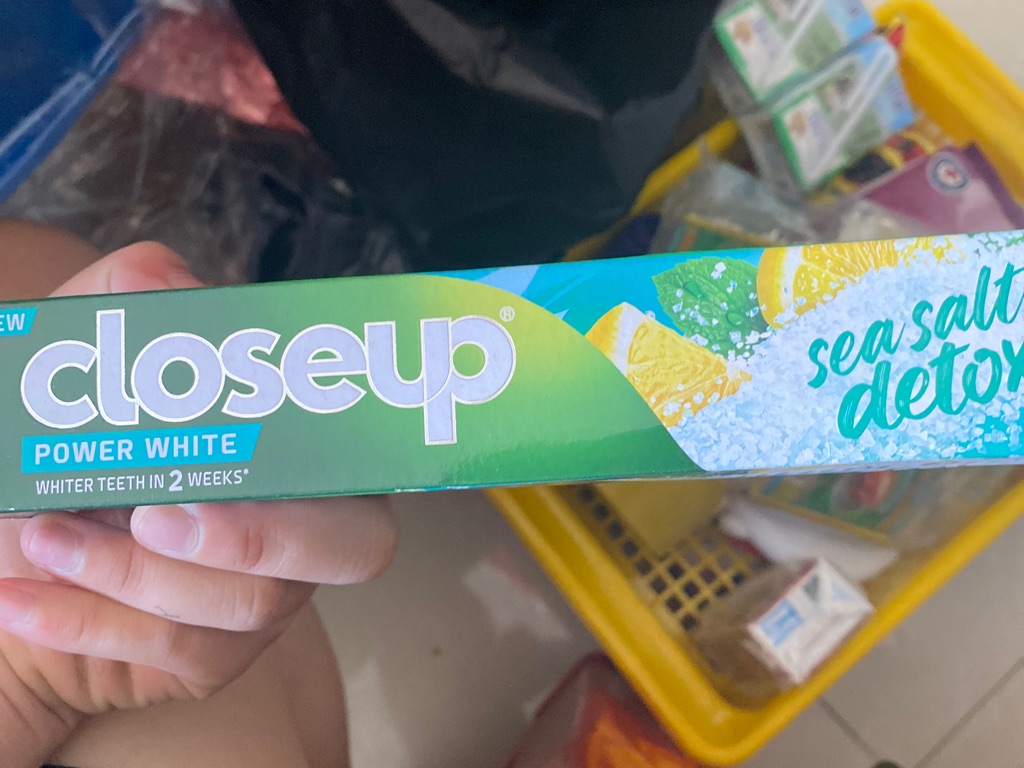 closeup®
POWER WHITE
WHITER TEETH IN 2 WEEKS*
sea salt